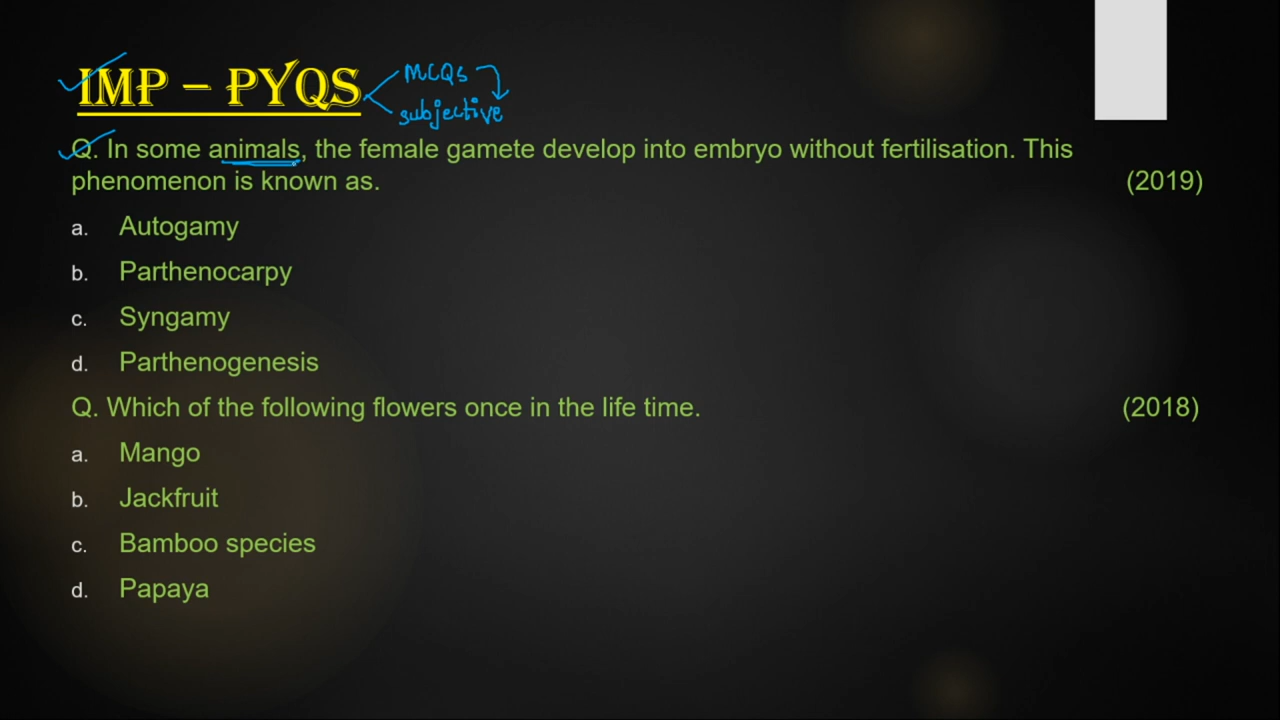 IMP – PYQS
MCQs
subjective
Q. In some animals, the female gamete develop into embryo without fertilisation. This
phenomenon is known as. (2019)
a. Autogamy
b. Parthenocarpy
c. Syngamy
d. Parthenogenesis
Q. Which of the following flowers once in the life time. (2018)
a. Mango
b. Jackfruit
c. Bamboo species
d. Papaya